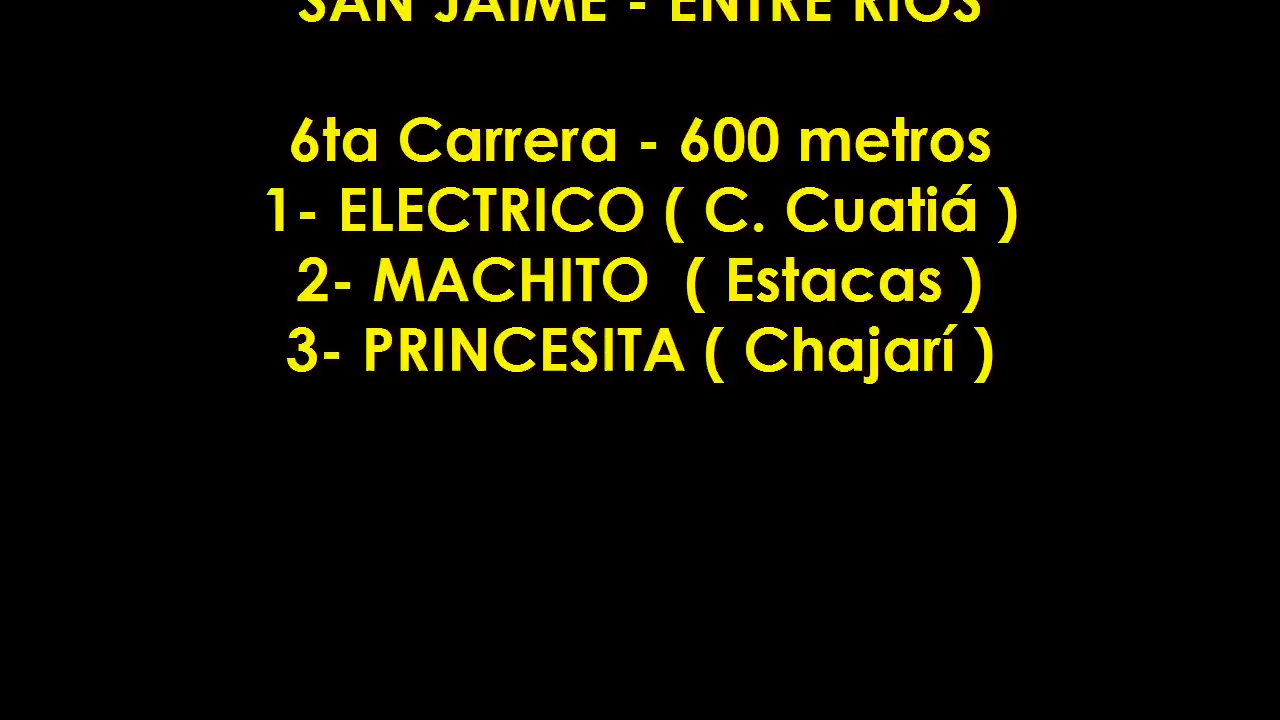 SAN JAIME - ENTRE RIOS
6ta Carrera - 600 metros
1- ELECTRICO ( C. Cuatiá )
2- MACHITO ( Estacas )
3- PRINCESITA ( Chajarí )